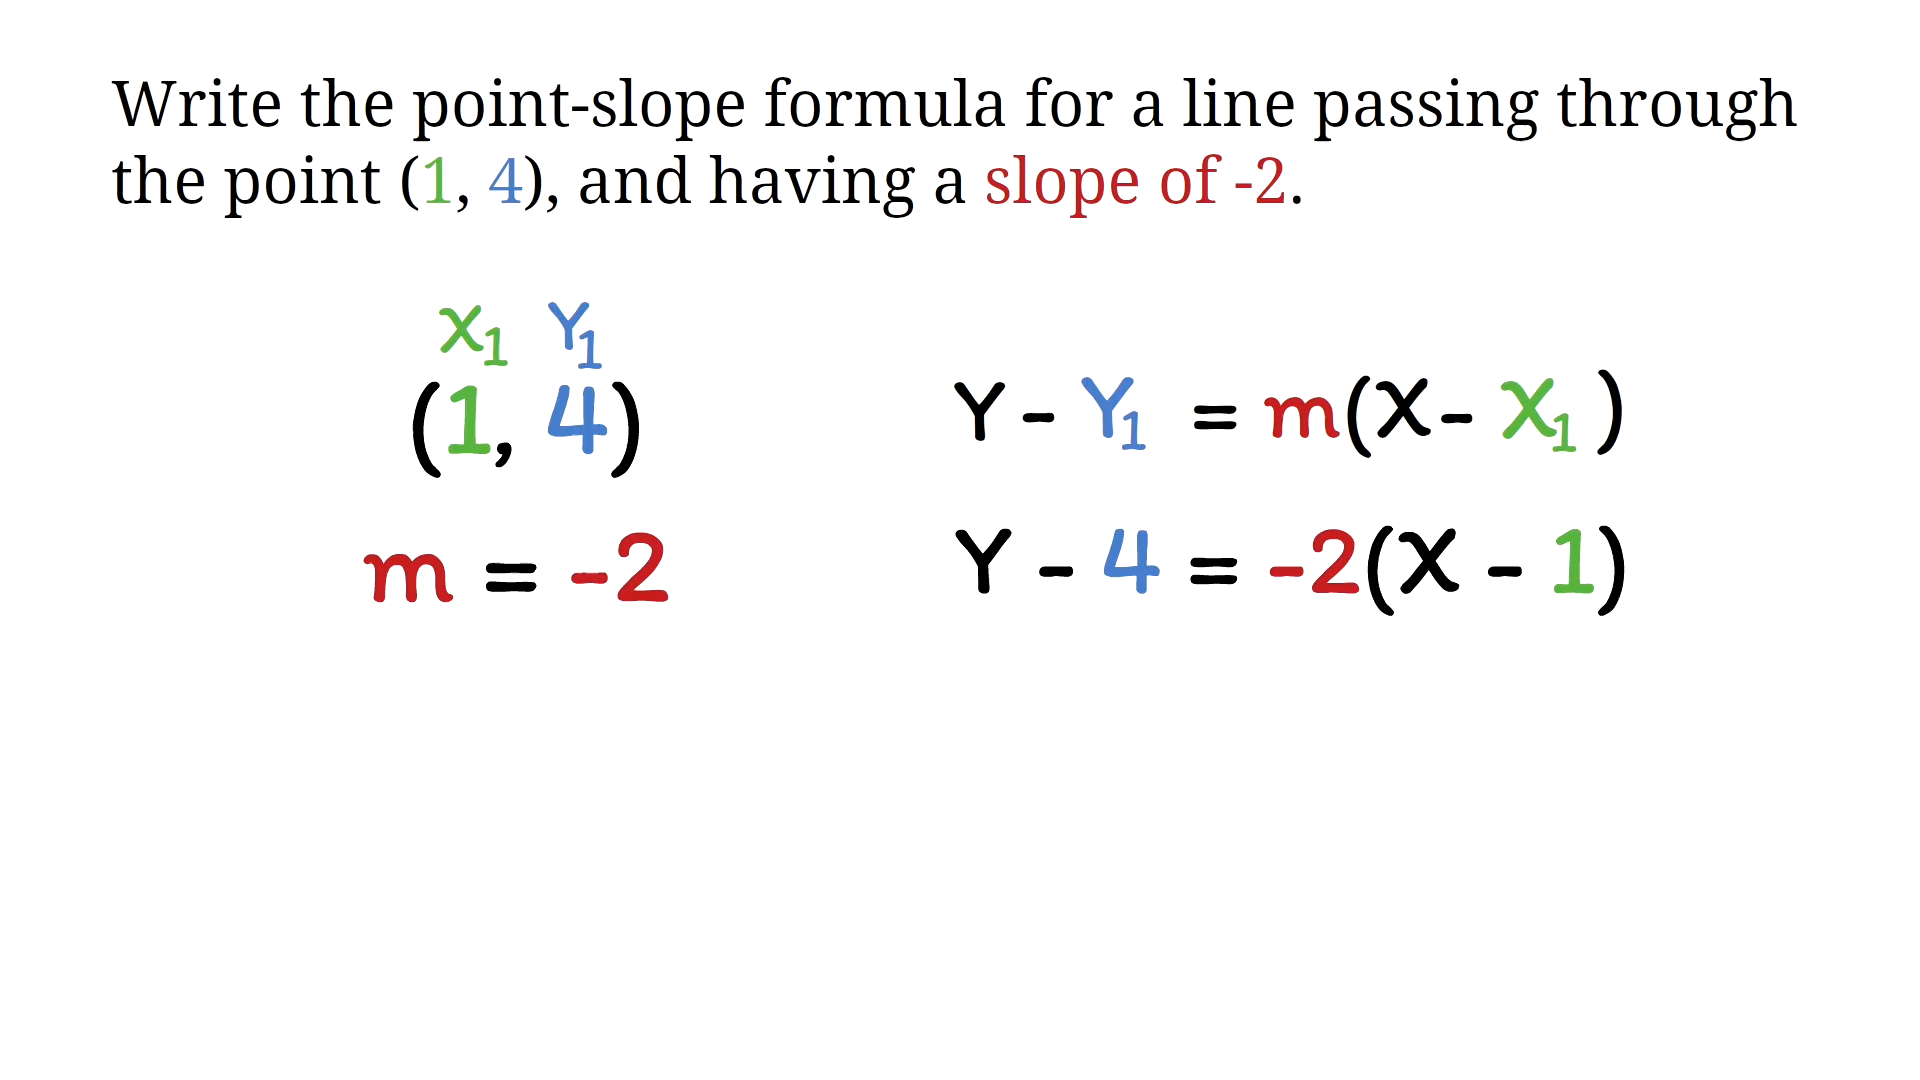 Write the point-slope formula for a line passing through
the point (1, 4), and having a slope of -2.
X₁ Y₁
(1, 4)
m = -2
Y - Y₁ = m(X - X₁)
Y - 4 = -2(X - 1)